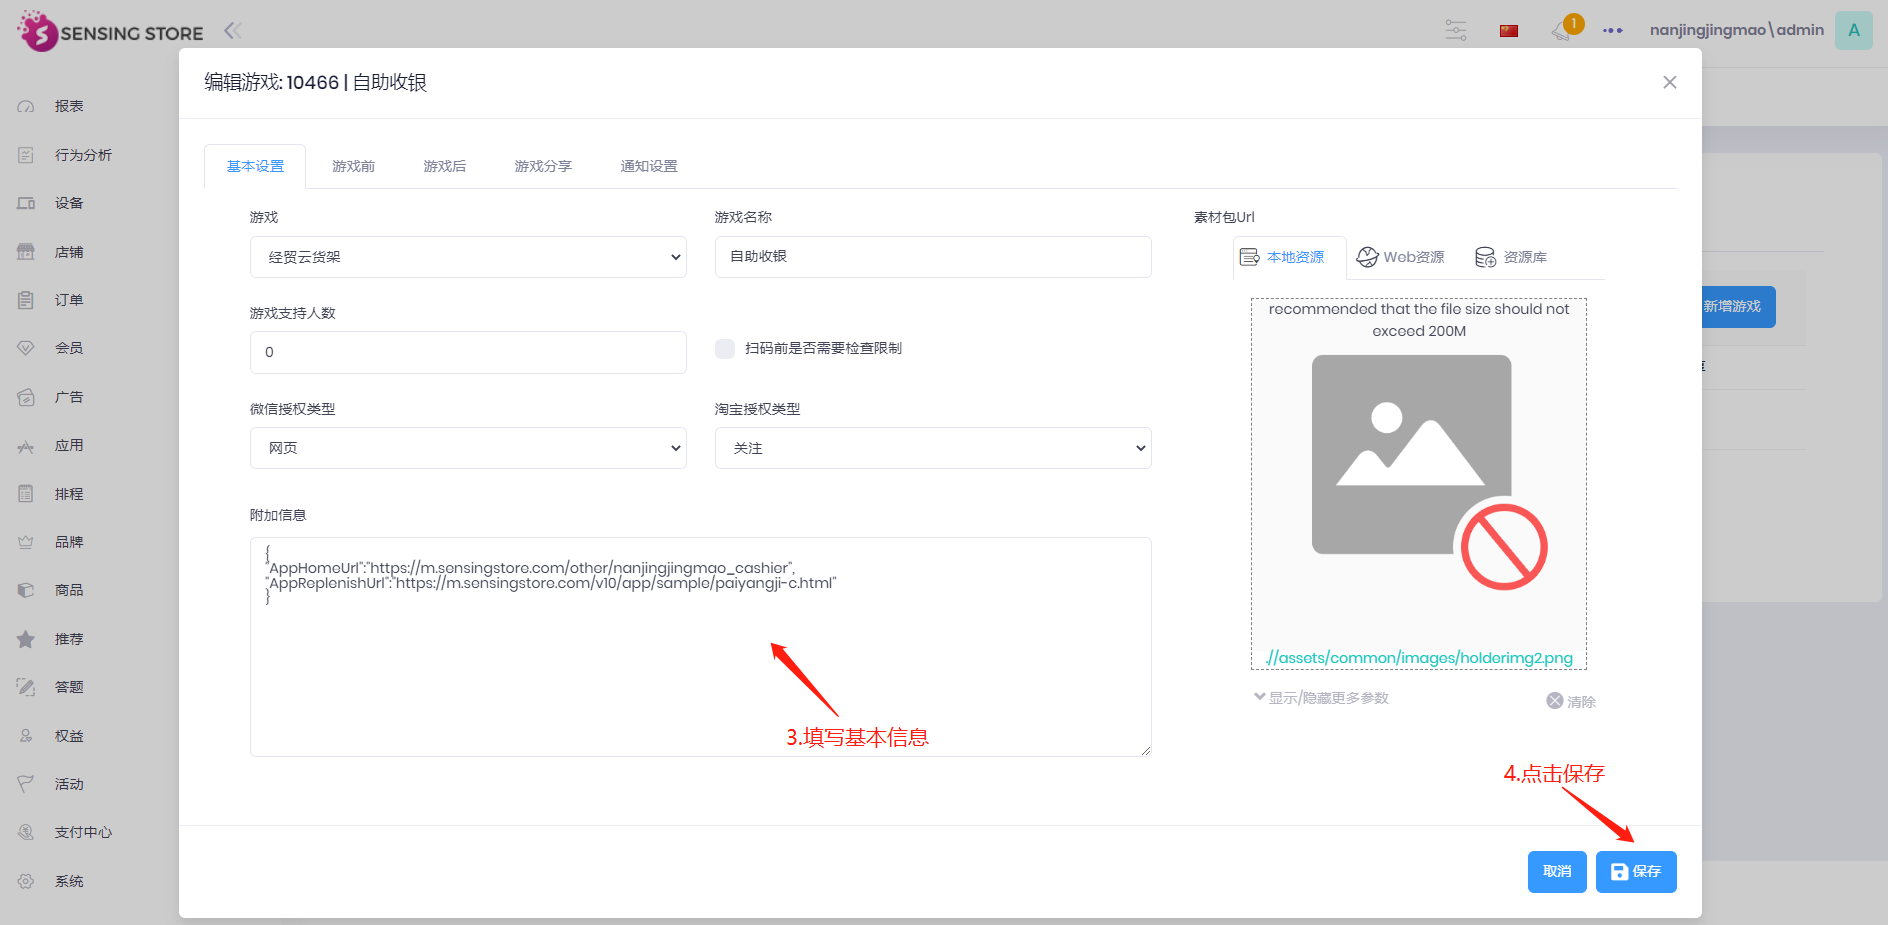 SENSING STORE
1
nanjingjingmao\admin
A
编辑游戏: 10466 | 自助收银
报表
行为分析
设备
店铺
订单
会员
广告
应用
排程
品牌
商品
推荐
答题
权益
活动
支付中心
系统
基本设置 游戏前 游戏后 游戏分享 通知设置
游戏
经贸云货架
游戏名称
自助收银
游戏支持人数
0
扫码前是否需要检查限制
微信授权类型
网页
淘宝授权类型
关注
附加信息
{
"AppHomeUrl":"https://m.sensingstore.com/other/nanjingjingmao_cashier",
"AppReplenishUrl":"https://m.sensingstore.com/v10/app/sample/paiyangji-c.html"
}
3.填写基本信息
素材包Url
本地资源 Web资源 资源库
recommended that the file size should not
exceed 200M
.//assets/common/images/holderimg2.png
显示/隐藏更多参数
清除
新增游戏
4.点击保存
取消
保存